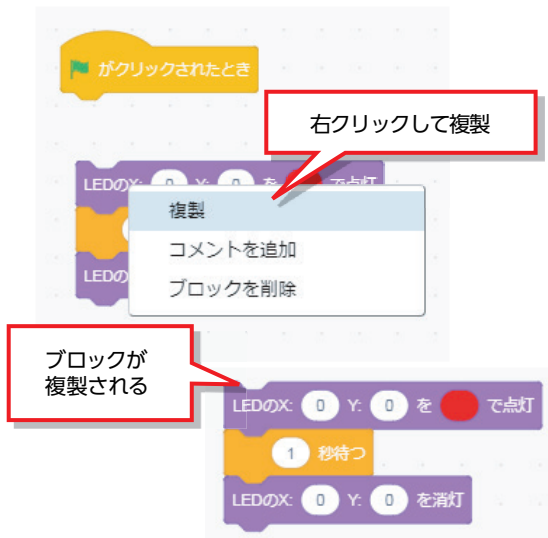 がクリックされたとき
右クリックして複製
LEDのX: 0 Y: 0 を で点灯
複製
コメントを追加
LEDの
ブロックを削除
ブロックが
複製される
LEDのX: 0 Y: 0 を で点灯
1 秒待つ
LEDのX: 0 Y: 0 を消灯